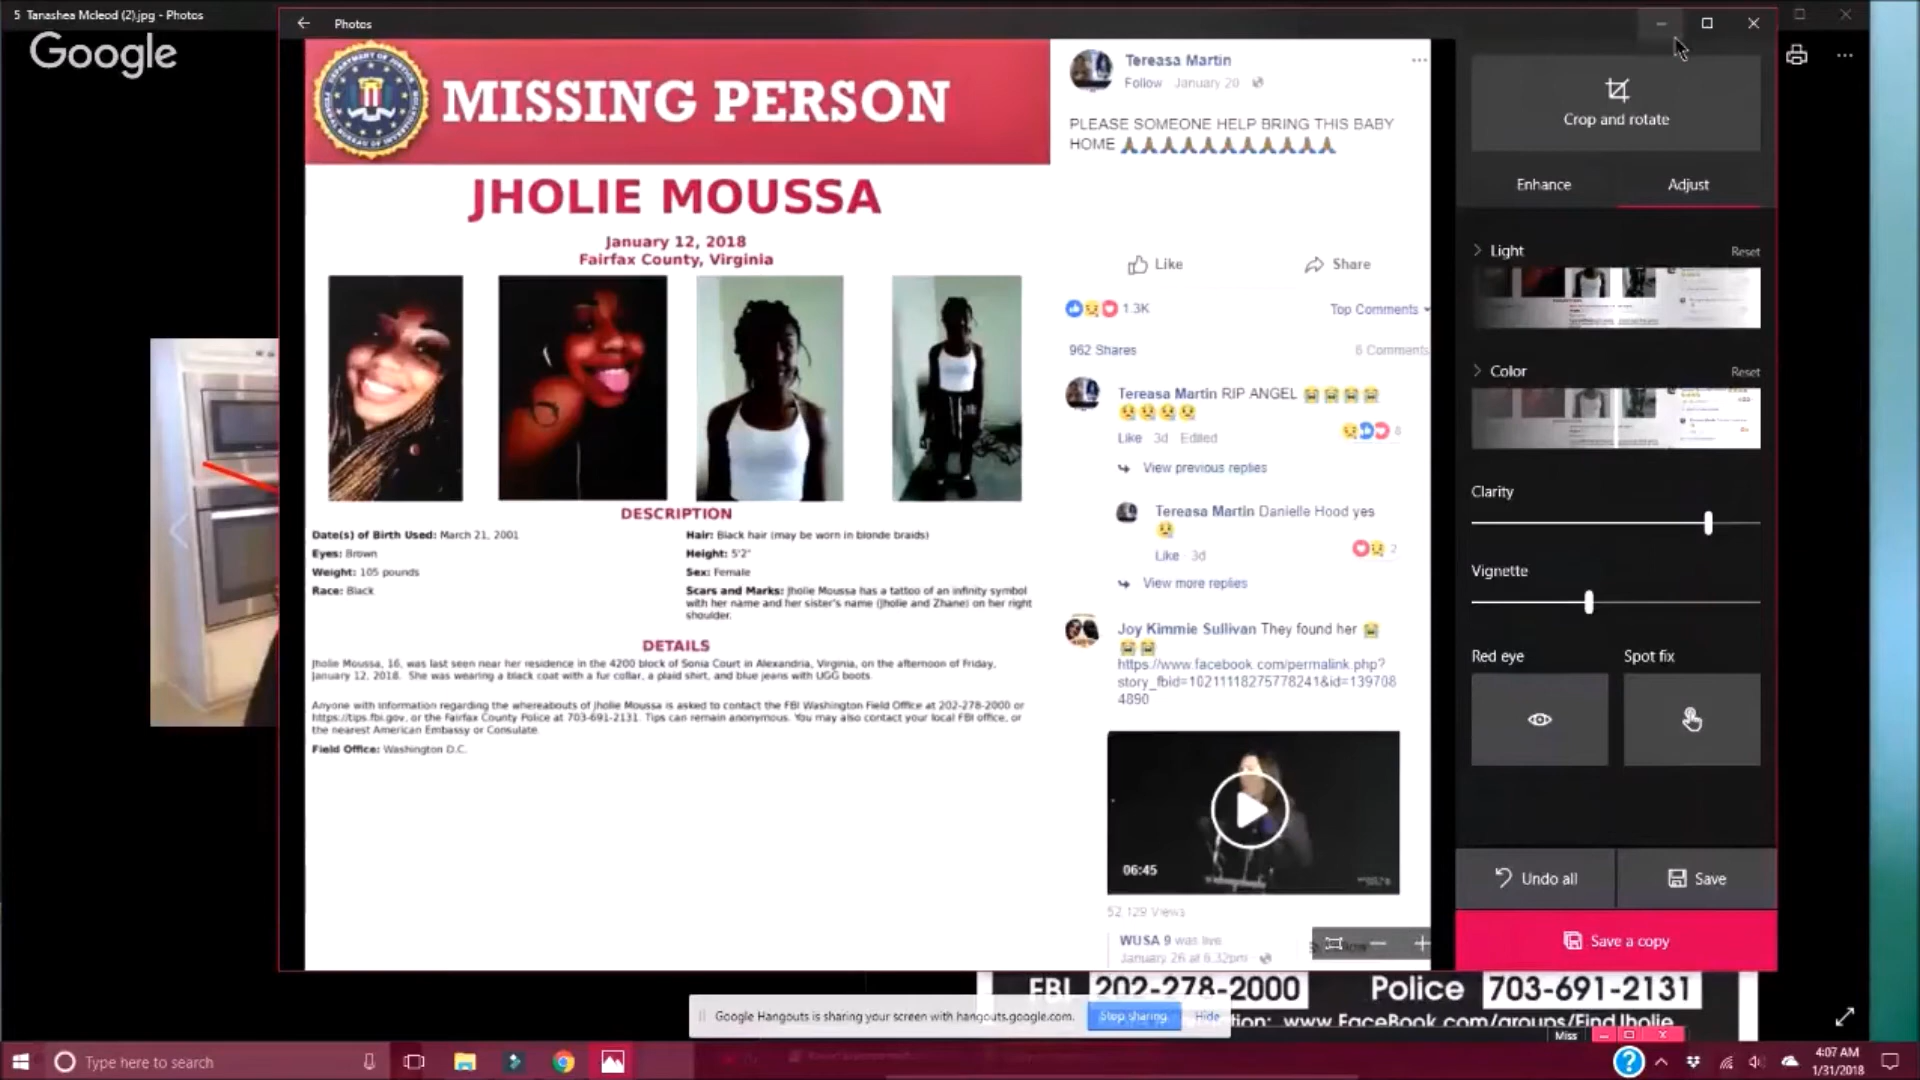 5 Tanashea Mcleod (2).jpg - Photos
Google
Photos
MISSING PERSON
JHOLIE MOUSSA
January 12, 2018
Fairfax County, Virginia
DESCRIPTION
Date(s) of Birth Used: March 21, 2001
Eyes: Brown
Weight: 105 pounds
Race: Black
Hair: Black hair (may be worn in blonde braids)
Height: 5'2"
Sex: Female
Scars and Marks: Jholie Moussa has a tattoo of an infinity symbol
with her name and her sister's name (Jholie and Zhane) on her right
shoulder.
DETAILS
Jholie Moussa, 16, was last seen near her residence in the 4200 block of Sonia Court in Alexandria, Virginia, on the afternoon of Friday,
January 12, 2018. She was wearing a black coat with a fur collar, a plaid shirt, and blue jeans with UGG boots.
Anyone with information regarding the whereabouts of Jholie Moussa is asked to contact the FBI Washington Field Office at 202-278-2000 or
https://tips.fbi.gov, or the Fairfax County Police at 703-691-2131. Tips can remain anonymous. You may also contact your local FBI office, or
the nearest American Embassy or Consulate.
Field Office: Washington D.C.
Tereasa Martin
Follow January 20
PLEASE SOMEONE HELP BRING THIS BABY
HOME 🙏🙏🙏🙏🙏🙏🙏🙏🙏🙏🙏
Like Share
1.3K Top Comments
962 Shares 6 Comments
Tereasa Martin RIP ANGEL 😭😭😭😭
😢😢😢😢
Like 3d Edited 8
View previous replies
Tereasa Martin Danielle Hood yes
😢
Like 3d 2
View more replies
Joy Kimmie Sullivan They found her 😭
😭😭
https://www.facebook.com/permalink.php?
story_fbid=10211118275778241&id=139708
4890
06:45
52,129 Views
WUSA 9 was live
January 26 at 6:32pm
Crop and rotate
Enhance Adjust
Light Reset
Color Reset
Clarity
Vignette
Red eye Spot fix
Undo all Save
Save a copy
FBI 202-278-2000 Police 703-691-2131
www.FaceBook.com/groups/FindJholie
Google Hangouts is sharing your screen with hangouts.google.com. Stop sharing Hide
Miss
Type here to search
4:07 AM
1/31/2018